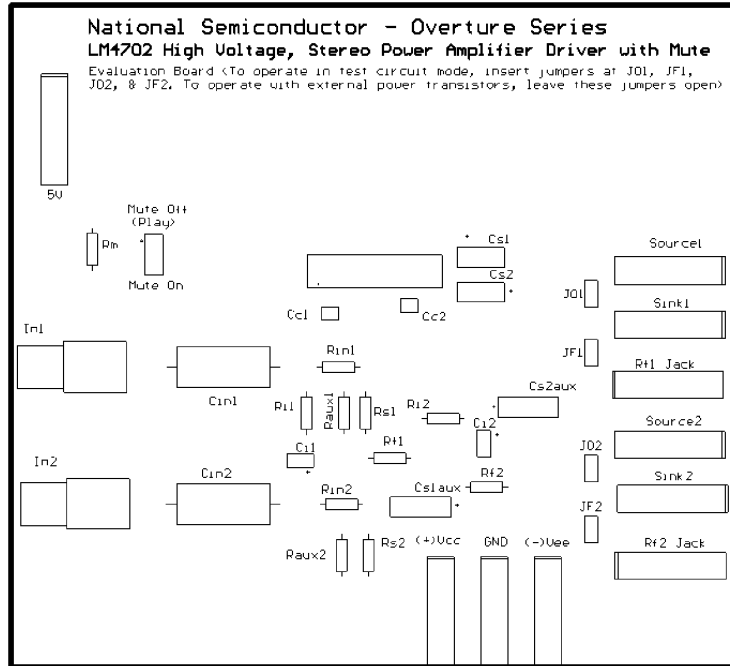 National Semiconductor - Overture Series
LM4702 High Voltage, Stereo Power Amplifier Driver with Mute
Evaluation Board (To operate in test circuit mode, insert jumpers at JO1, JF1,
JO2, & JF2. To operate with external power transistors, leave these jumpers open)
5V
Mute Off
(Play)
Rm
Mute On
Cs1
Cs2
Source1
JO1
Sink1
Cc1
Cc2
In1
Rin1
JF1
Rf1 Jack
Cin1
Ri1
Raux1
Rs1
Ri2
Cs2aux
Ci2
Source2
Rf1
Ci1
JO2
In2
Cin2
Rin2
Cs1aux
Rf2
Sink2
JF2
Raux2
Rs2
(+)Vcc
GND
(-)Vee
Rf2 Jack